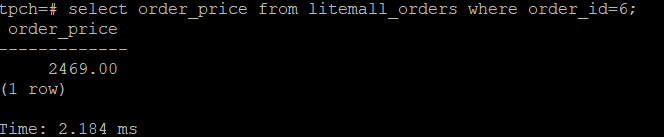 tpch=# select order_price from litemall_orders where order_id=6;
order_price
-------------
2469.00
(1 row)
Time: 2.184 ms